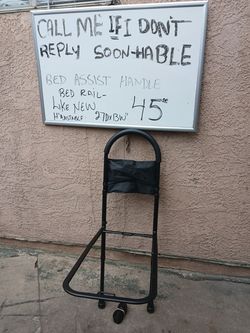 CALL ME IF I DON'T
REPLY SOON-HABLE
BED ASSIST HANDLE
BED RAIL-
LIKE NEW
45